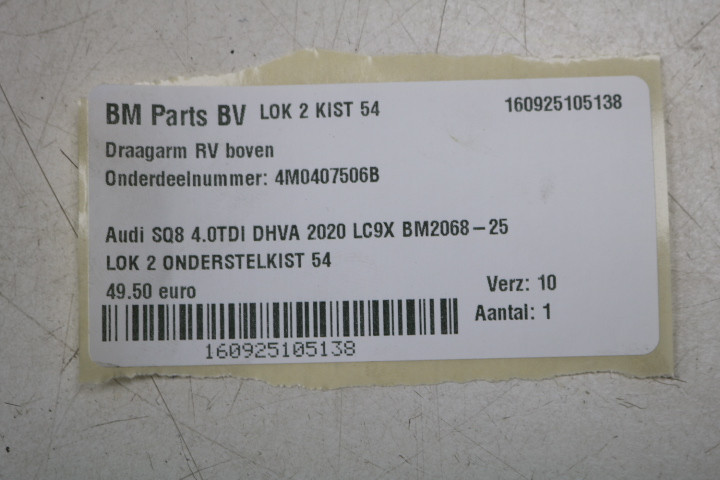 BM Parts BV LOK 2 KIST 54 160925105138
Draagarm RV boven
Onderdeelnummer: 4M0407506B
Audi SQ8 4.0TDI DHVA 2020 LC9X BM2068-25
LOK 2 ONDERSTELKIST 54
49.50 euro Verz: 10
Aantal: 1
160925105138